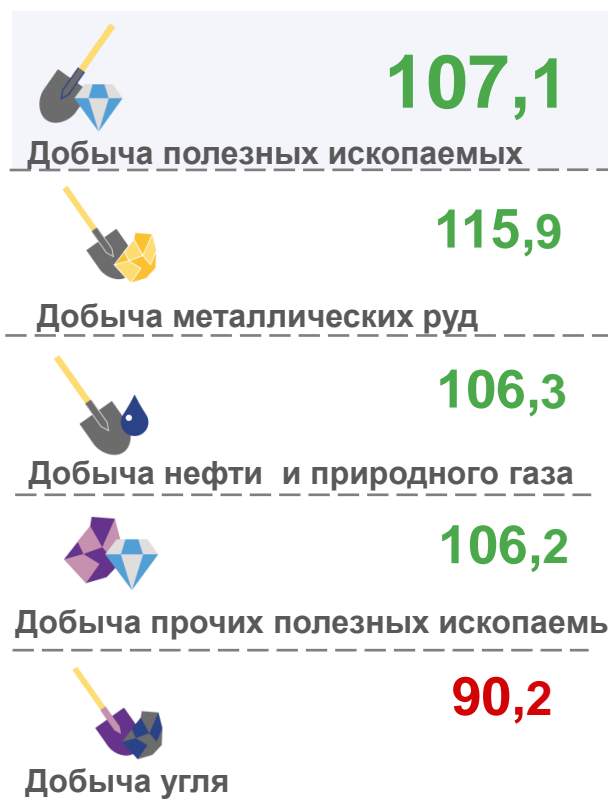 107,1
Добыча полезных ископаемых
115,9
Добыча металлических руд
106,3
Добыча нефти и природного газа
106,2
Добыча прочих полезных ископаемь
90,2
Добыча угля